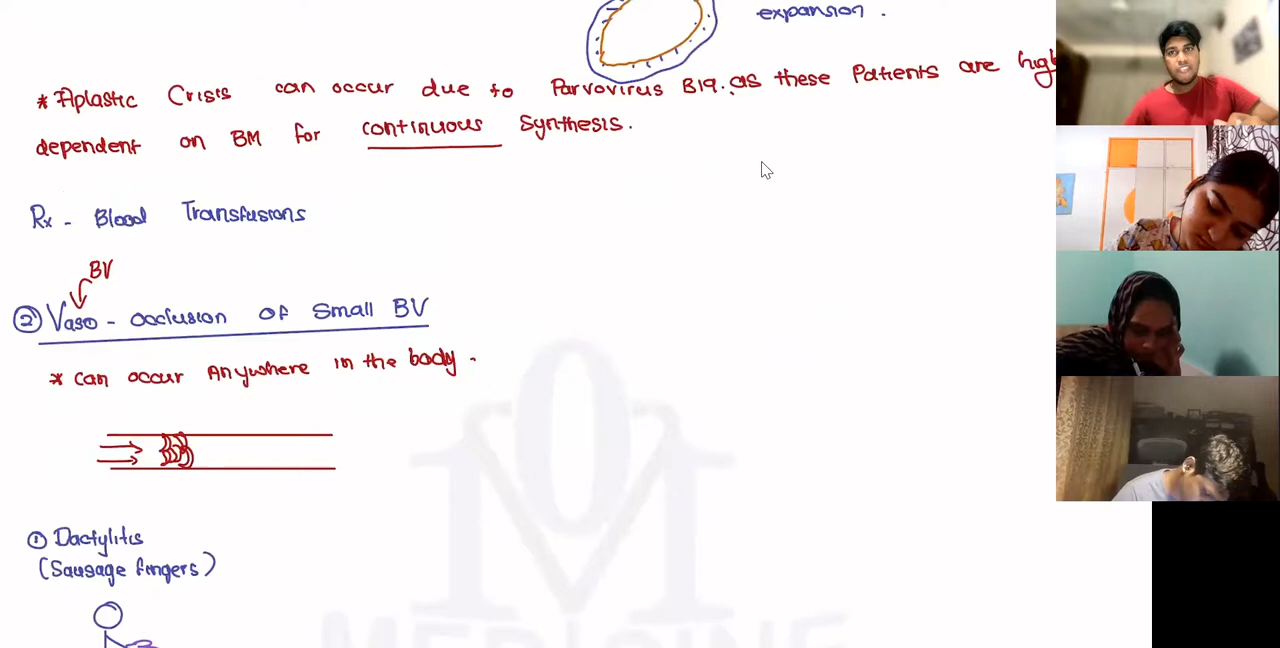 expansion .
* Aplastic Crisis can occur due to Parvovirus B19. as these Patients are high
dependent on BM for continuous Synthesis.
Rx - Blood Transfusions
BV
② Vaso - occlusion of Small BV
* can occur Anywhere in the body .
① Dactylitis
(Sausage fingers)
OM
MEDICINE